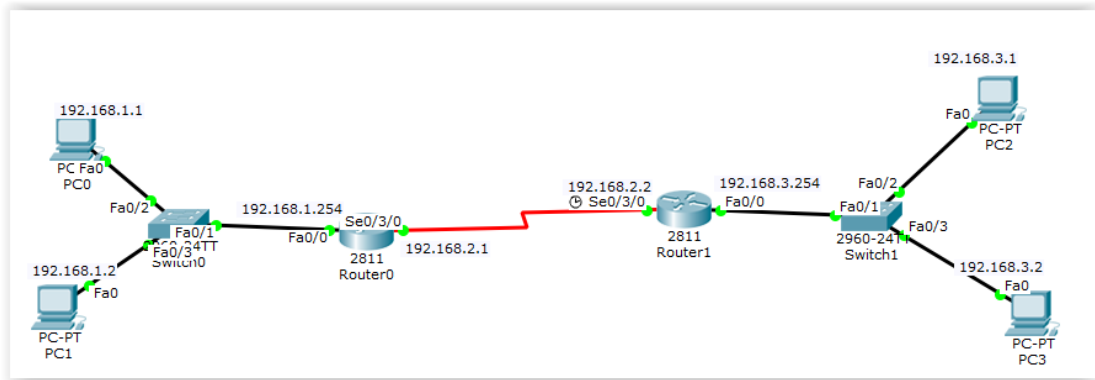 192.168.1.1
PC Fa0
PC0
Fa0/2
192.168.1.254
Fa0/1
Fa0/0
Fa0/3
Switch0
192.168.1.2
Fa0
PC-PT
PC1
Se0/3/0
192.168.2.1
2811
Router0
192.168.2.2
Se0/3/0
192.168.3.254
Fa0/0
2811
Router1
Fa0/1
Fa0/2
Fa0/3
2960-24TT
Switch1
192.168.3.1
Fa0
PC-PT
PC2
192.168.3.2
Fa0
PC-PT
PC3